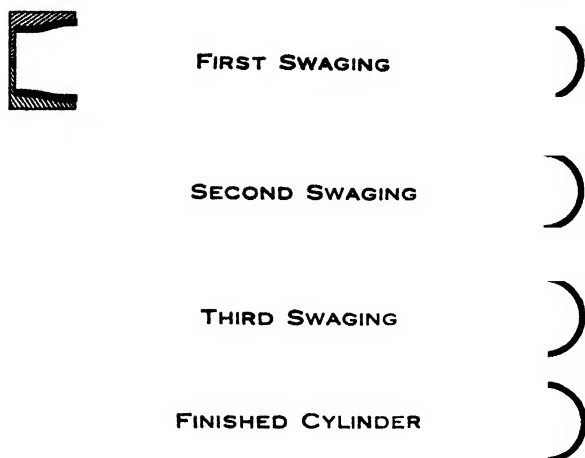 First Swaging
Second Swaging
Third Swaging
Finished Cylinder